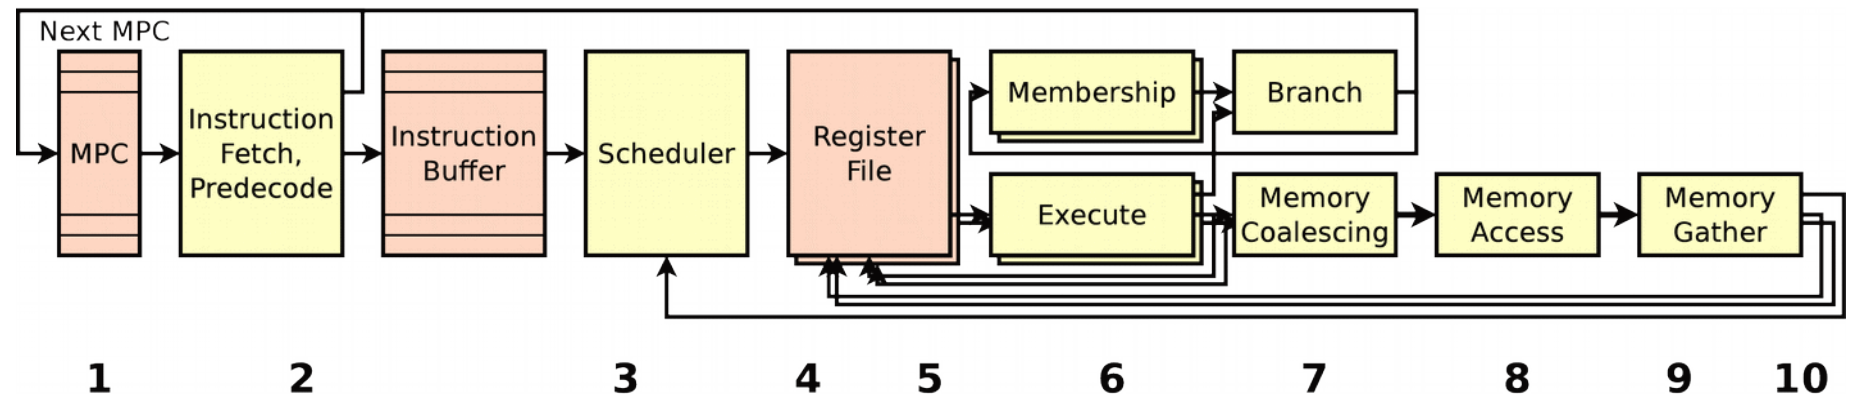 Next MPC
MPC
Instruction
Fetch,
Predecode
Instruction
Buffer
Scheduler
Register
File
Membership
Branch
Execute
Memory
Coalescing
Memory
Access
Memory
Gather
1 2 3 4 5 6 7 8 9 10